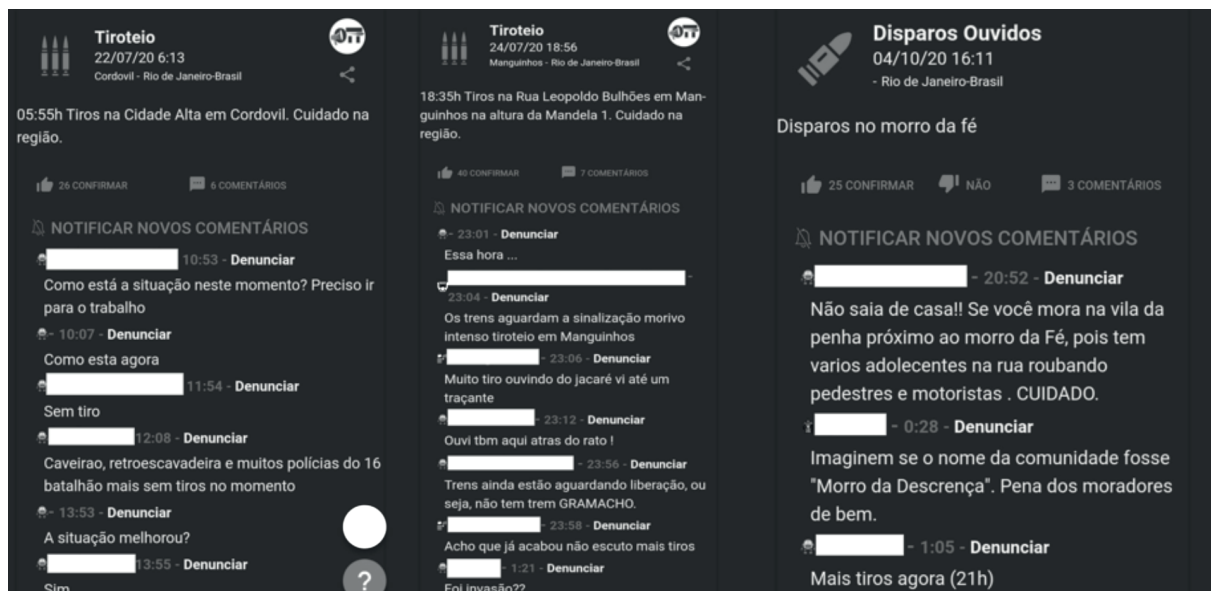 Tiroteio
22/07/20 6:13
Cordovil - Rio de Janeiro-Brasil
05:55h Tiros na Cidade Alta em Cordovil. Cuidado na
região.
26 CONFIRMAR 6 COMENTÁRIOS
NOTIFICAR NOVOS COMENTÁRIOS
10:53 - Denunciar
Como está a situação neste momento? Preciso ir
para o trabalho
- 10:07 - Denunciar
Como esta agora
11:54 - Denunciar
Sem tiro
12:08 - Denunciar
Caveirao, retroescavadeira e muitos polícias do 16
batalhão mais sem tiros no momento
- 13:53 - Denunciar
A situação melhorou?
13:55 - Denunciar
Sim
?
Tiroteio
24/07/20 18:56
Manguinhos - Rio de Janeiro-Brasil
18:35h Tiros na Rua Leopoldo Bulhões em Man-
guinhos na altura da Mandela 1. Cuidado na
região.
40 CONFIRMAR 7 COMENTÁRIOS
NOTIFICAR NOVOS COMENTÁRIOS
- 23:01 - Denunciar
Essa hora ...
-
23:04 - Denunciar
Os trens aguardam a sinalização morivo
intenso tiroteio em Manguinhos
- 23:06 - Denunciar
Muito tiro ouvindo do jacaré vi até um
traçante
- 23:12 - Denunciar
Ouvi tbm aqui atras do rato !
- 23:56 - Denunciar
Trens ainda estão aguardando liberação, ou
seja, não tem trem GRAMACHO.
- 23:58 - Denunciar
Acho que já acabou não escuto mais tiros
- 1:21 - Denunciar
Foi invasão??
Disparos Ouvidos
04/10/20 16:11
- Rio de Janeiro-Brasil
Disparos no morro da fé
25 CONFIRMAR NÃO 3 COMENTÁRIOS
NOTIFICAR NOVOS COMENTÁRIOS
- 20:52 - Denunciar
Não saia de casa!! Se você mora na vila da
penha próximo ao morro da Fé, pois tem
varios adolecentes na rua roubando
pedestres e motoristas . CUIDADO.
- 0:28 - Denunciar
Imaginem se o nome da comunidade fosse
"Morro da Descrença". Pena dos moradores
de bem.
- 1:05 - Denunciar
Mais tiros agora (21h)